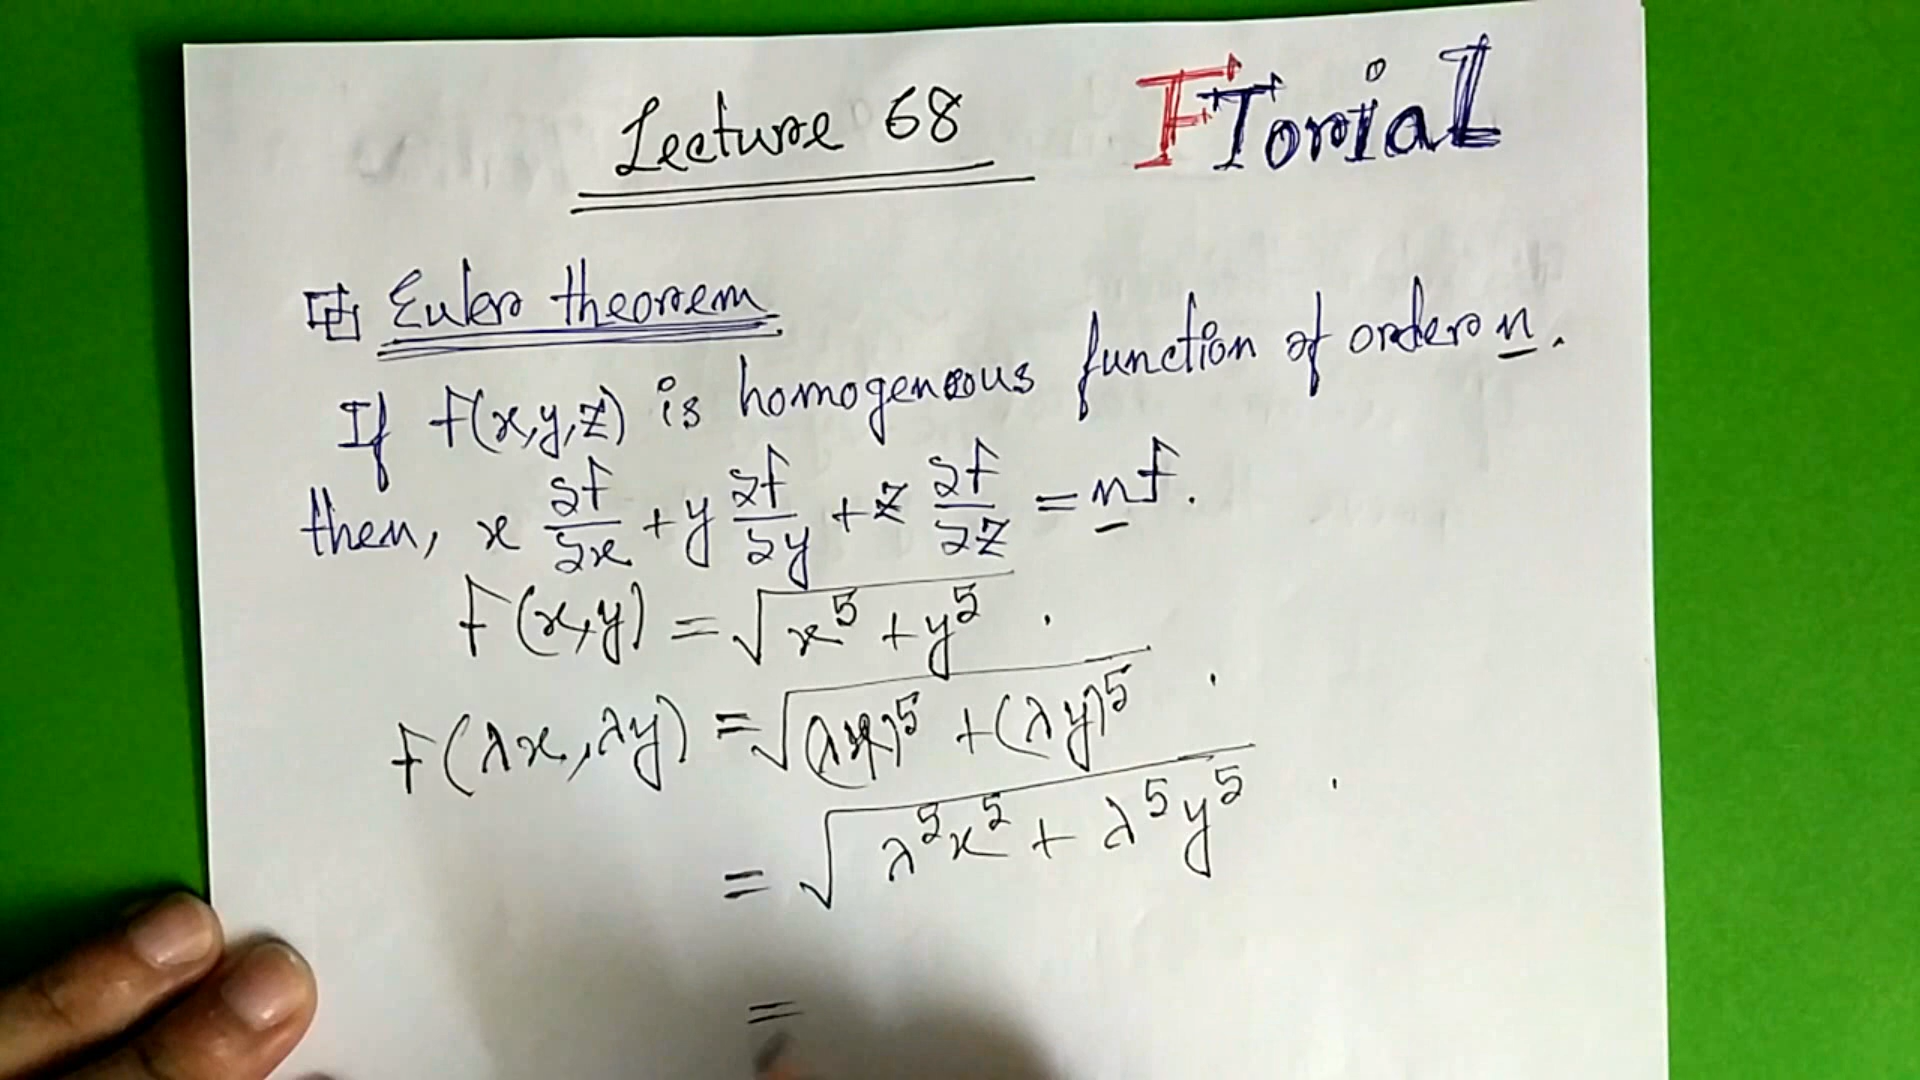 Lecture 68
FTorial
Euler theorem
If f(x,y,z) is homogeneous function of order n.
then, x ∂f/∂x + y ∂f/∂y + z ∂f/∂z = nf.
f(x,y) = √(x⁵ + y⁵) .
f(λx, λy) = √((λx)⁵ + (λy)⁵) .
= √(λ⁵x⁵ + λ⁵y⁵) .
=